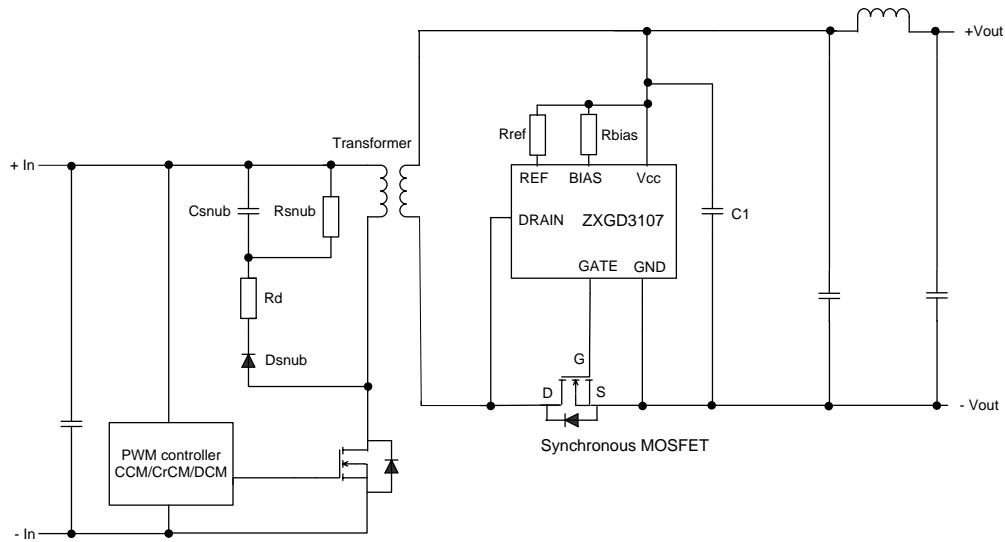 +Vout
Rref
Rbias
Transformer
+ In
REF
BIAS
Vcc
Csnub
Rsnub
DRAIN
ZXGD3107
C1
GATE
GND
Rd
Dsnub
G
D
S
- Vout
Synchronous MOSFET
PWM controller
CCM/CrCM/DCM
- In